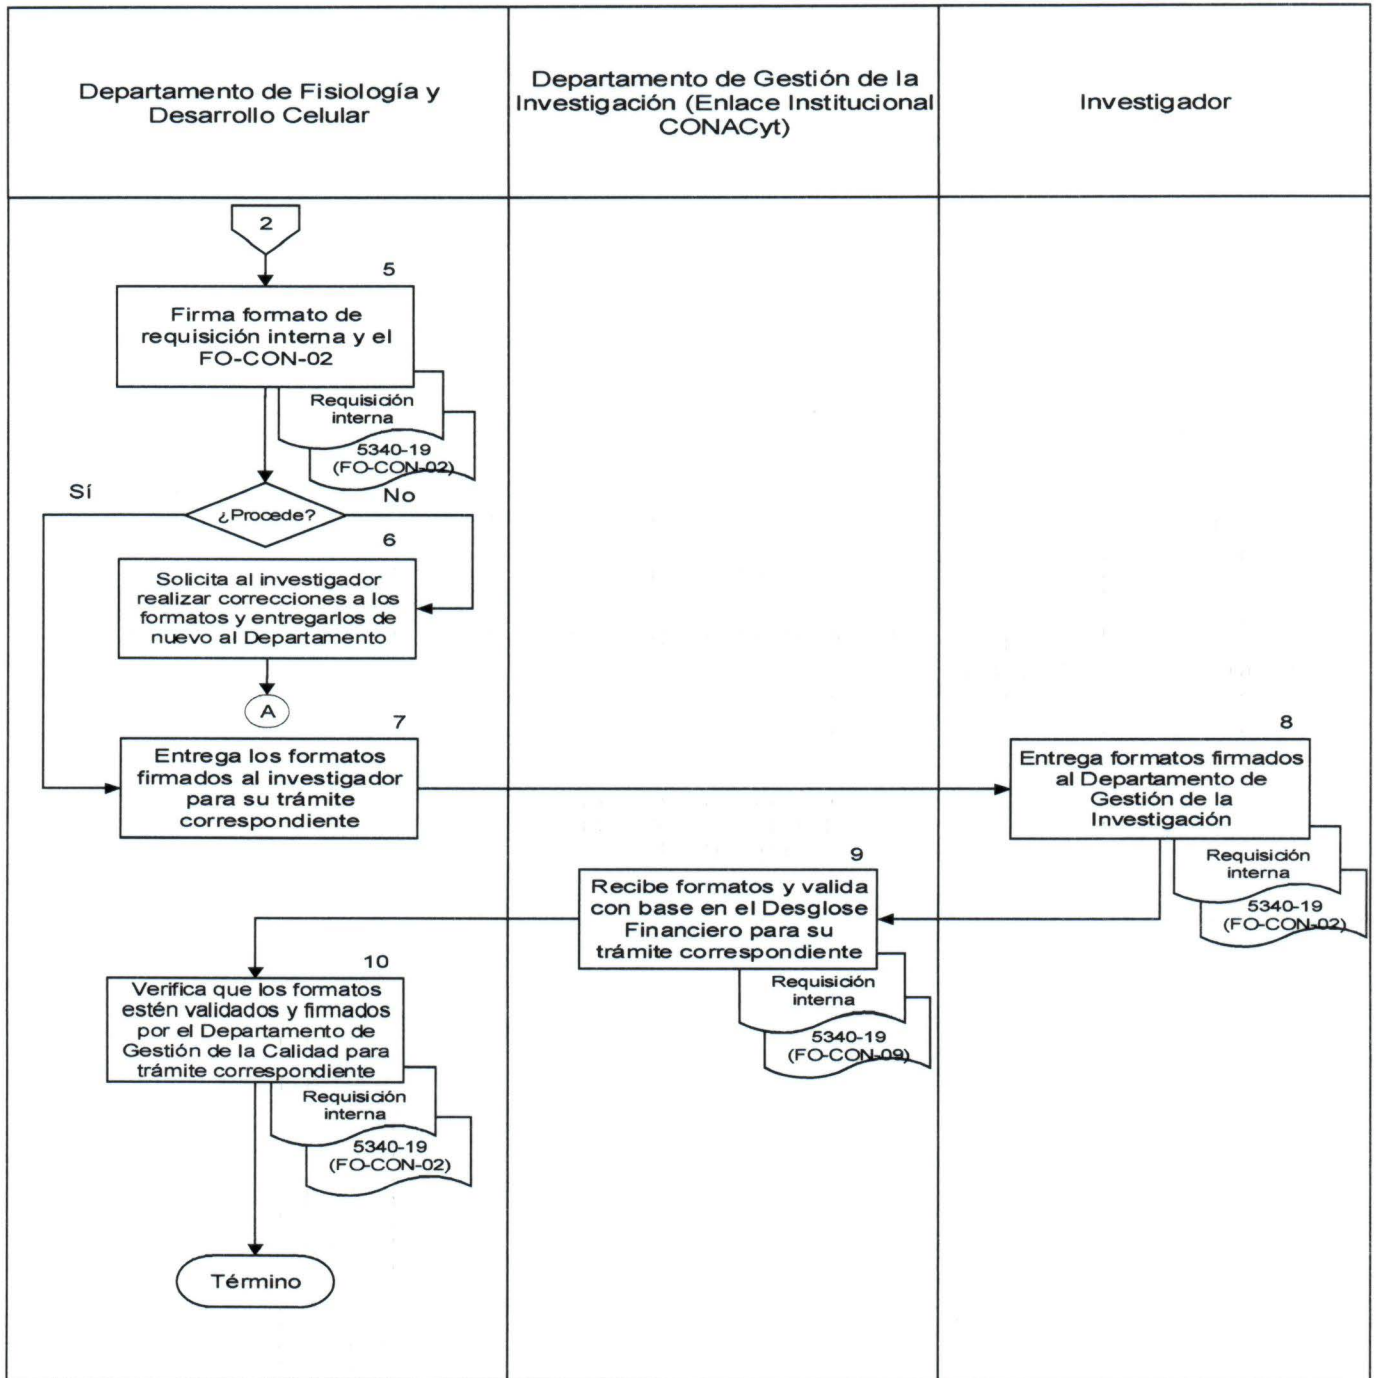 Departamento de Fisiología y
Desarrollo Celular
Departamento de Gestión de la
Investigación (Enlace Institucional
CONACyt)
Investigador
2
5
Firma formato de
requisición interna y el
FO-CON-02
Requisición
interna
5340-19
(FO-CON-02)
Sí
No
¿Procede?
6
Solicita al investigador
realizar correcciones a los
formatos y entregarlos de
nuevo al Departamento
A
7
Entrega los formatos
firmados al investigador
para su trámite
correspondiente
8
Entrega formatos firmados
al Departamento de
Gestión de la
Investigación
Requisición
interna
5340-19
(FO-CON-02)
9
Recibe formatos y valida
con base en el Desglose
Financiero para su
trámite correspondiente
Requisición
interna
5340-19
(FO-CON-09)
10
Verifica que los formatos
estén validados y firmados
por el Departamento de
Gestión de la Calidad para
trámite correspondiente
Requisición
interna
5340-19
(FO-CON-02)
Término